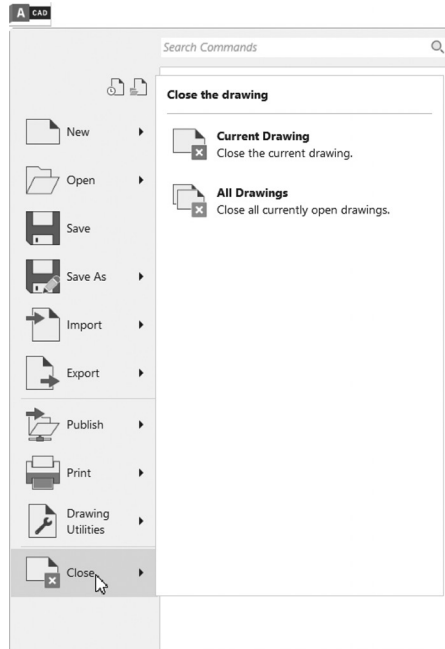 A CAD
Search Commands
Close the drawing
Current Drawing
Close the current drawing.
All Drawings
Close all currently open drawings.
New
Open
Save
Save As
Import
Export
Publish
Print
Drawing
Utilities
Close